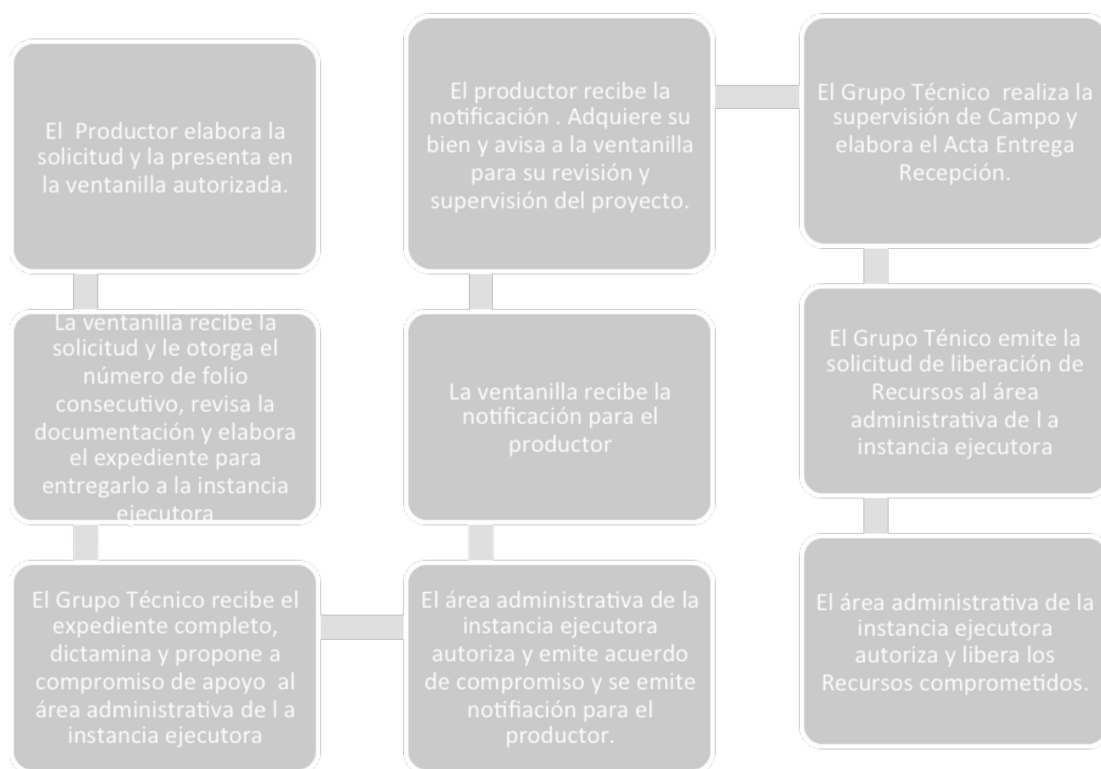 El Productor elabora la
solicitud y la presenta en
la ventanilla autorizada.
La ventanilla recibe la
solicitud y le otorga el
número de folio
consecutivo, revisa la
documentación y elabora
el expediente para
entregarlo a la instancia
ejecutora
El Grupo Técnico recibe el
expediente completo,
dictamina y propone a
compromiso de apoyo al
área administrativa de l a
instancia ejecutora
El área administrativa de la
instancia ejecutora
autoriza y emite acuerdo
de compromiso y se emite
notifiación para el
productor.
La ventanilla recibe la
notificación para el
productor
El productor recibe la
notificación . Adquiere su
bien y avisa a la ventanilla
para su revisión y
supervisión del proyecto.
El Grupo Técnico realiza la
supervisión de Campo y
elabora el Acta Entrega
Recepción.
El Grupo Ténico emite la
solicitud de liberación de
Recursos al área
administrativa de l a
instancia ejecutora
El área administrativa de la
instancia ejecutora
autoriza y libera los
Recursos comprometidos.